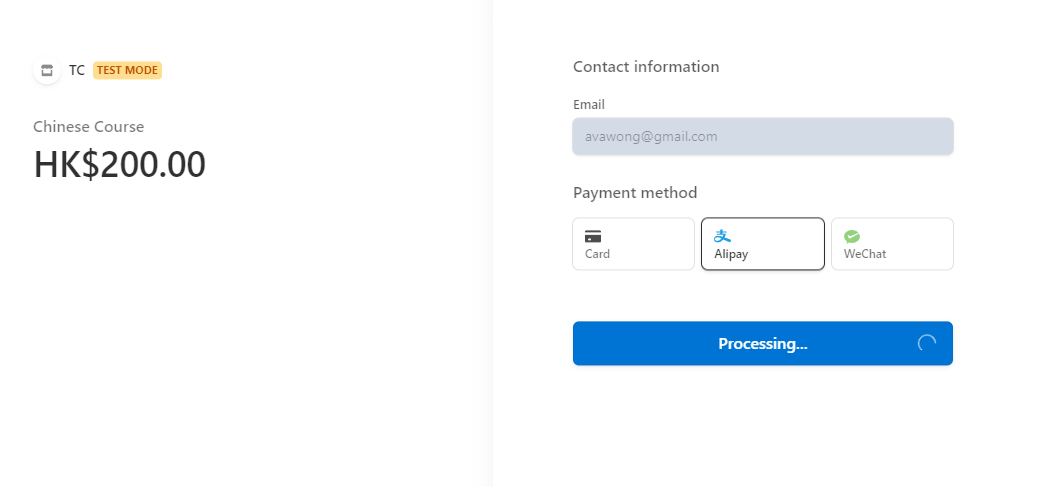 TC TEST MODE
Chinese Course
HK$200.00
Contact information
Email
avawong@gmail.com
Payment method
Card
支 Alipay
WeChat
Processing...